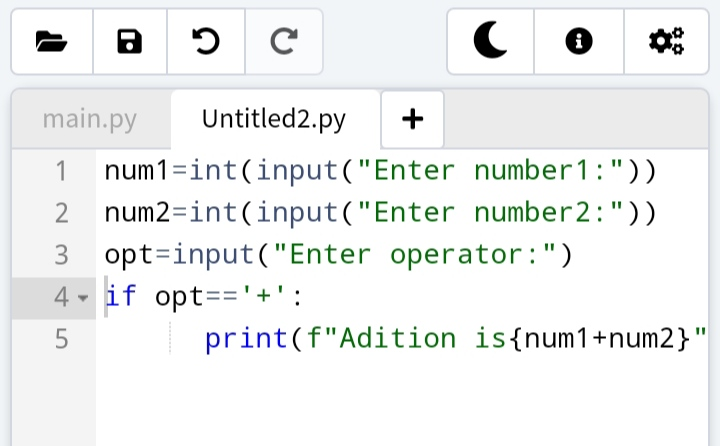 main.py Untitled2.py +
1 num1=int(input("Enter number1:"))
2 num2=int(input("Enter number2:"))
3 opt=input("Enter operator:")
4 if opt=='+':
5 print(f"Adition is{num1+num2}"